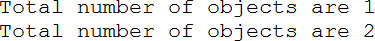 Total number of objects are 1
Total number of objects are 2